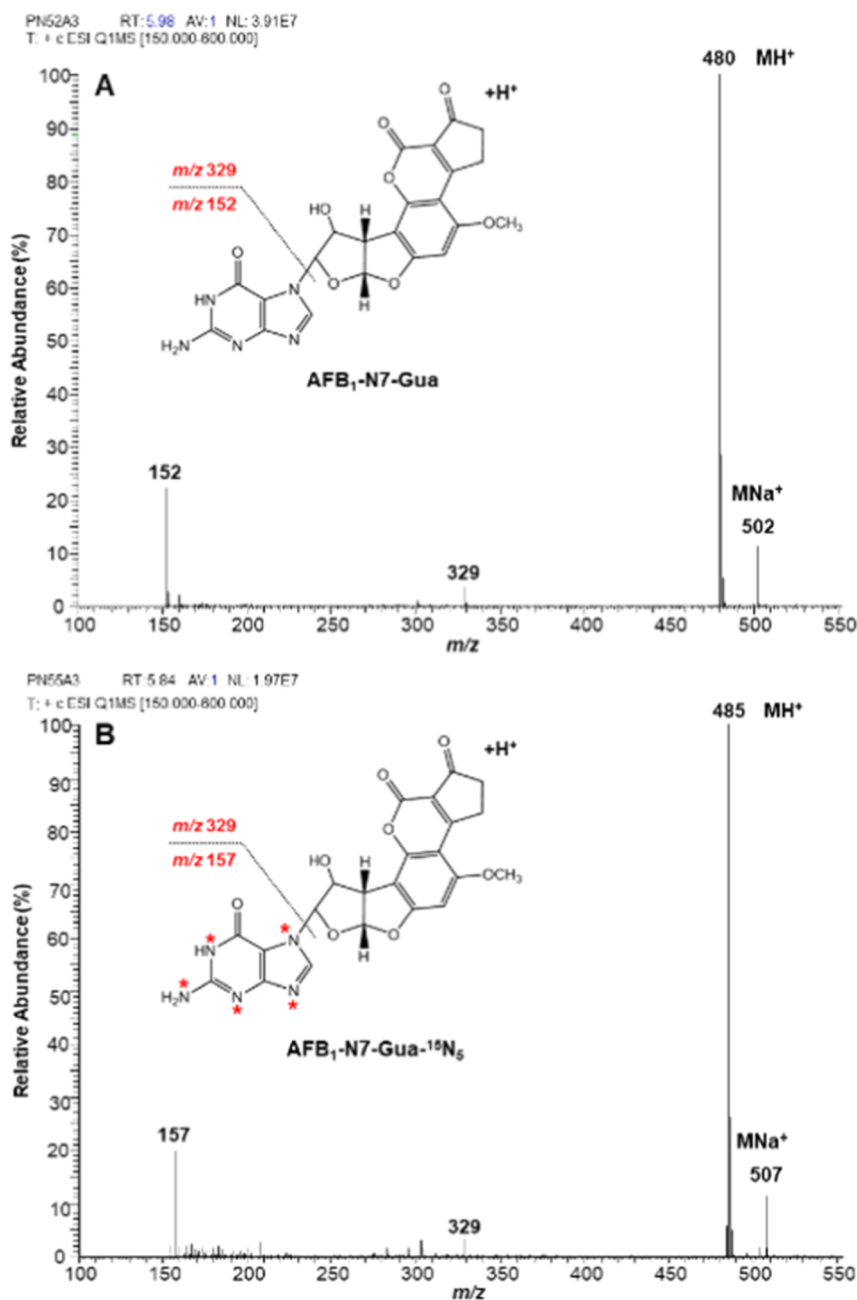 PN52A3 RT: 5.98 AV: 1 NL: 3.91E7
T: + c ESI Q1MS [150.000-600.000]
A
+H⁺
480 MH⁺
m/z 329
m/z 152
HO
H
O
O
O
OCH₃
O
O
H
O
N
HN
H₂N
N
N
AFB₁-N7-Gua
152
329
MNa⁺
502
Relative Abundance (%)
100
90
80
70
60
50
40
30
20
10
0
100 150 200 250 300 350 400 450 500 550
m/z
PN55A3 RT: 5.84 AV: 1 NL: 1.97E7
T: + c ESI Q1MS [150.000-600.000]
B
+H⁺
485 MH⁺
m/z 329
m/z 157
HO
H
O
O
O
OCH₃
O
O
H
O
* N
* HN
* H₂N
N *
N *
AFB₁-N7-Gua-¹⁵N₅
157
329
MNa⁺
507
Relative Abundance (%)
100
90
80
70
60
50
40
30
20
10
0
100 150 200 250 300 350 400 450 500 550
m/z